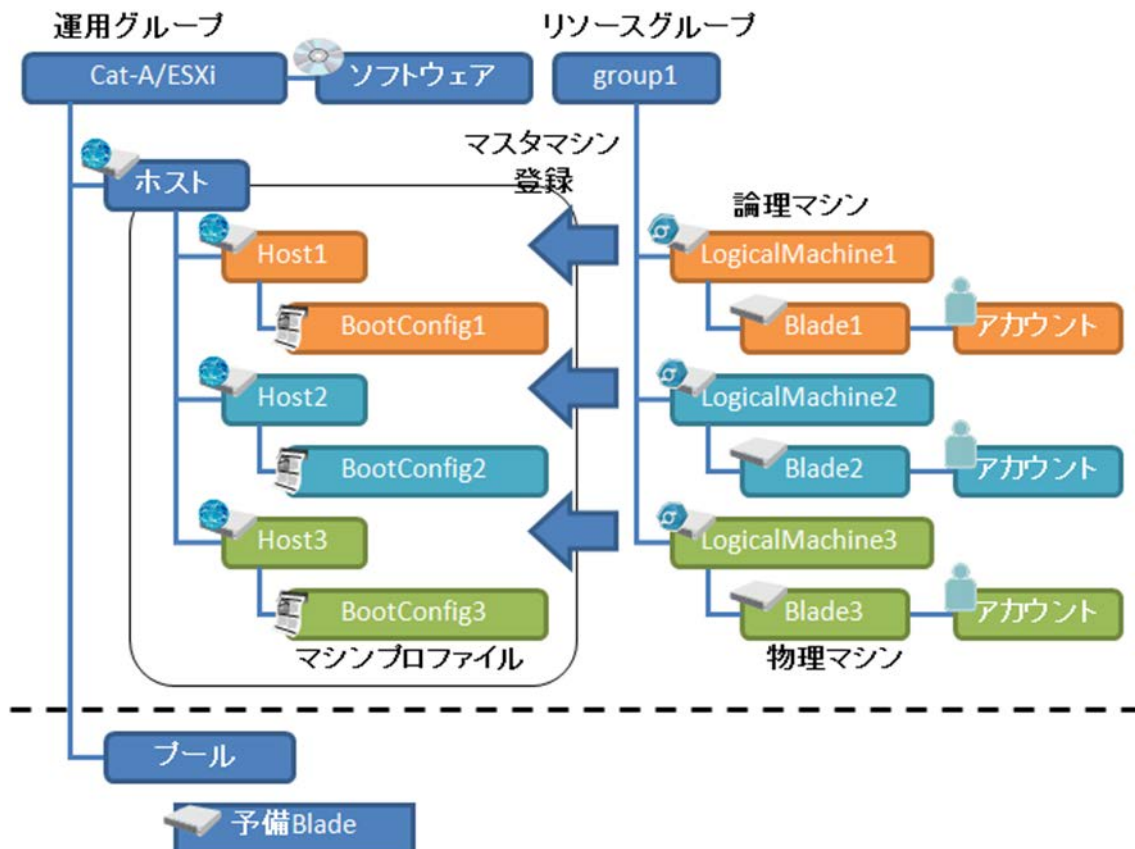 運用グループ
リソースグループ
Cat-A/ESXi
ソフトウェア
group1
マスタマシン
登録
ホスト
論理マシン
Host1
LogicalMachine1
BootConfig1
Blade1
アカウント
Host2
LogicalMachine2
BootConfig2
Blade2
アカウント
Host3
LogicalMachine3
BootConfig3
Blade3
アカウント
マシンプロファイル
物理マシン
プール
予備Blade